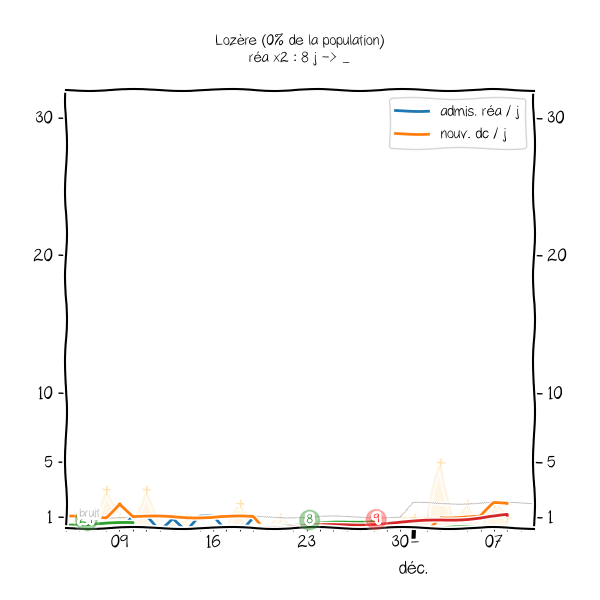 Lozère (0% de la population)
réa x2 : 8 j -> _
admis. réa / j
nouv. dc / j
30
30
20
20
10
10
5
5
bruit
8
9
1
1
09
16
23
30
07
déc.